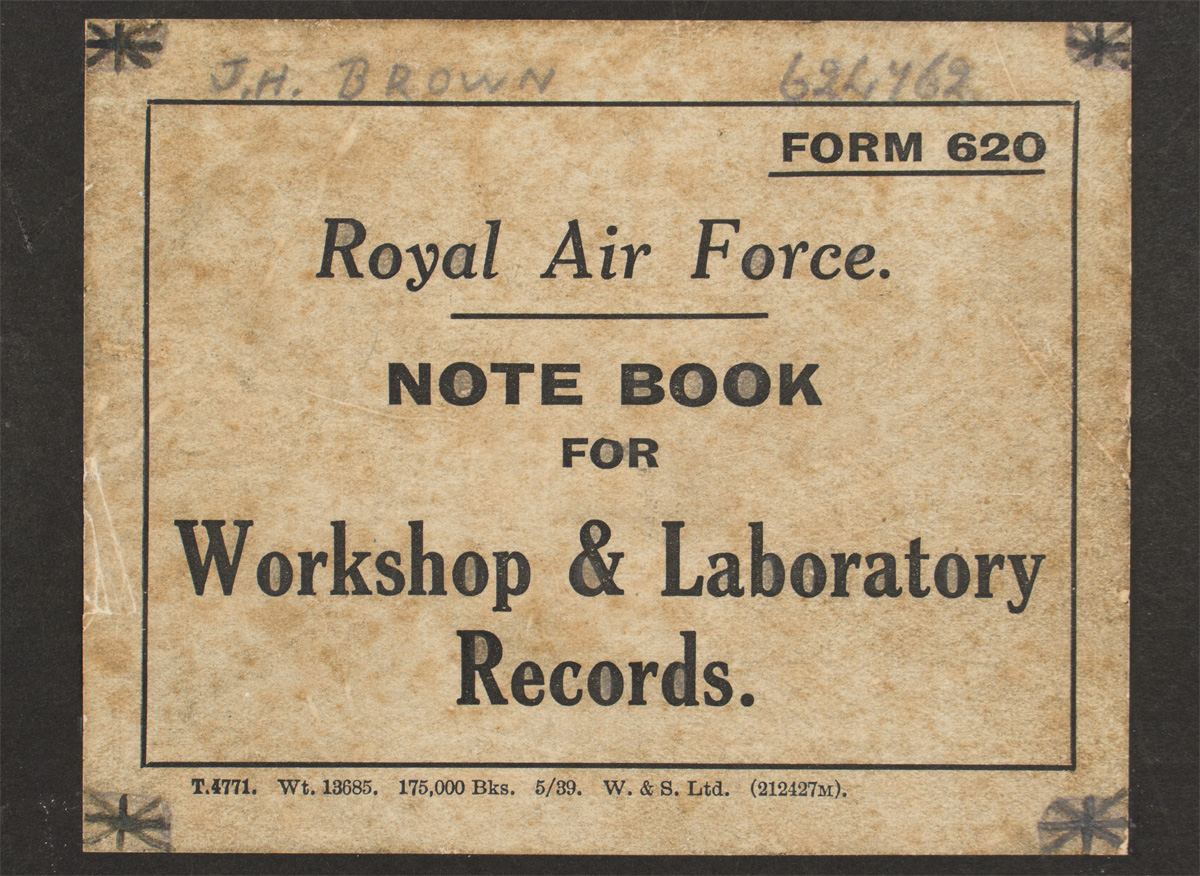 J.H. BROWN 624762
FORM 620
Royal Air Force.
NOTE BOOK
FOR
Workshop & Laboratory
Records.
T.4771. Wt. 13685. 175,000 Bks. 5/39. W. & S. Ltd. (212427M).